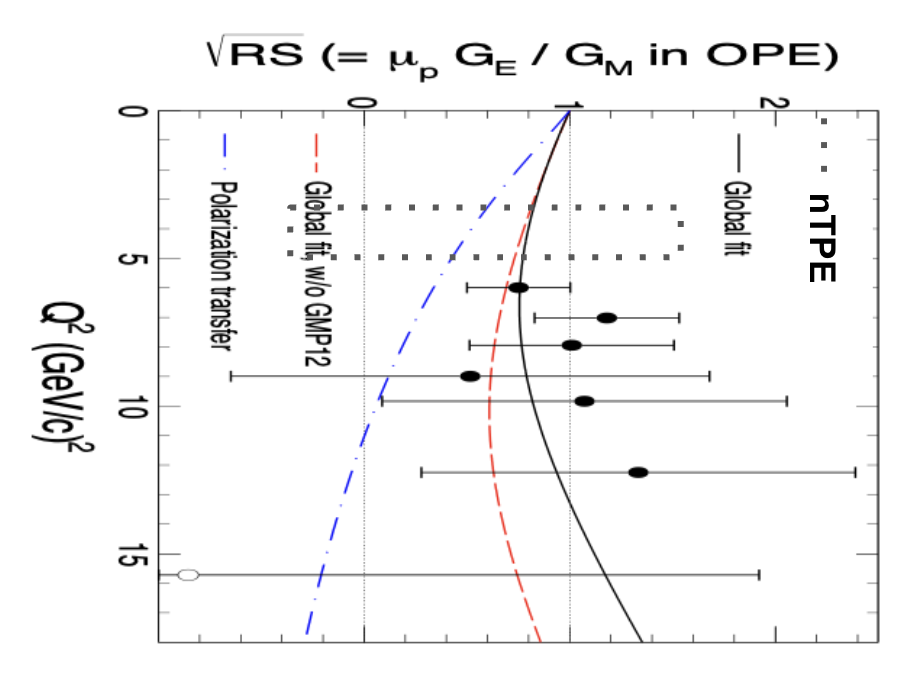 √RS (= μp GE / GM in OPE)
0
1
2
0
5
10
15
nTPE
Global fit
Global fit, w/o GMP12
Polarization transfer
Q² (GeV/c)²